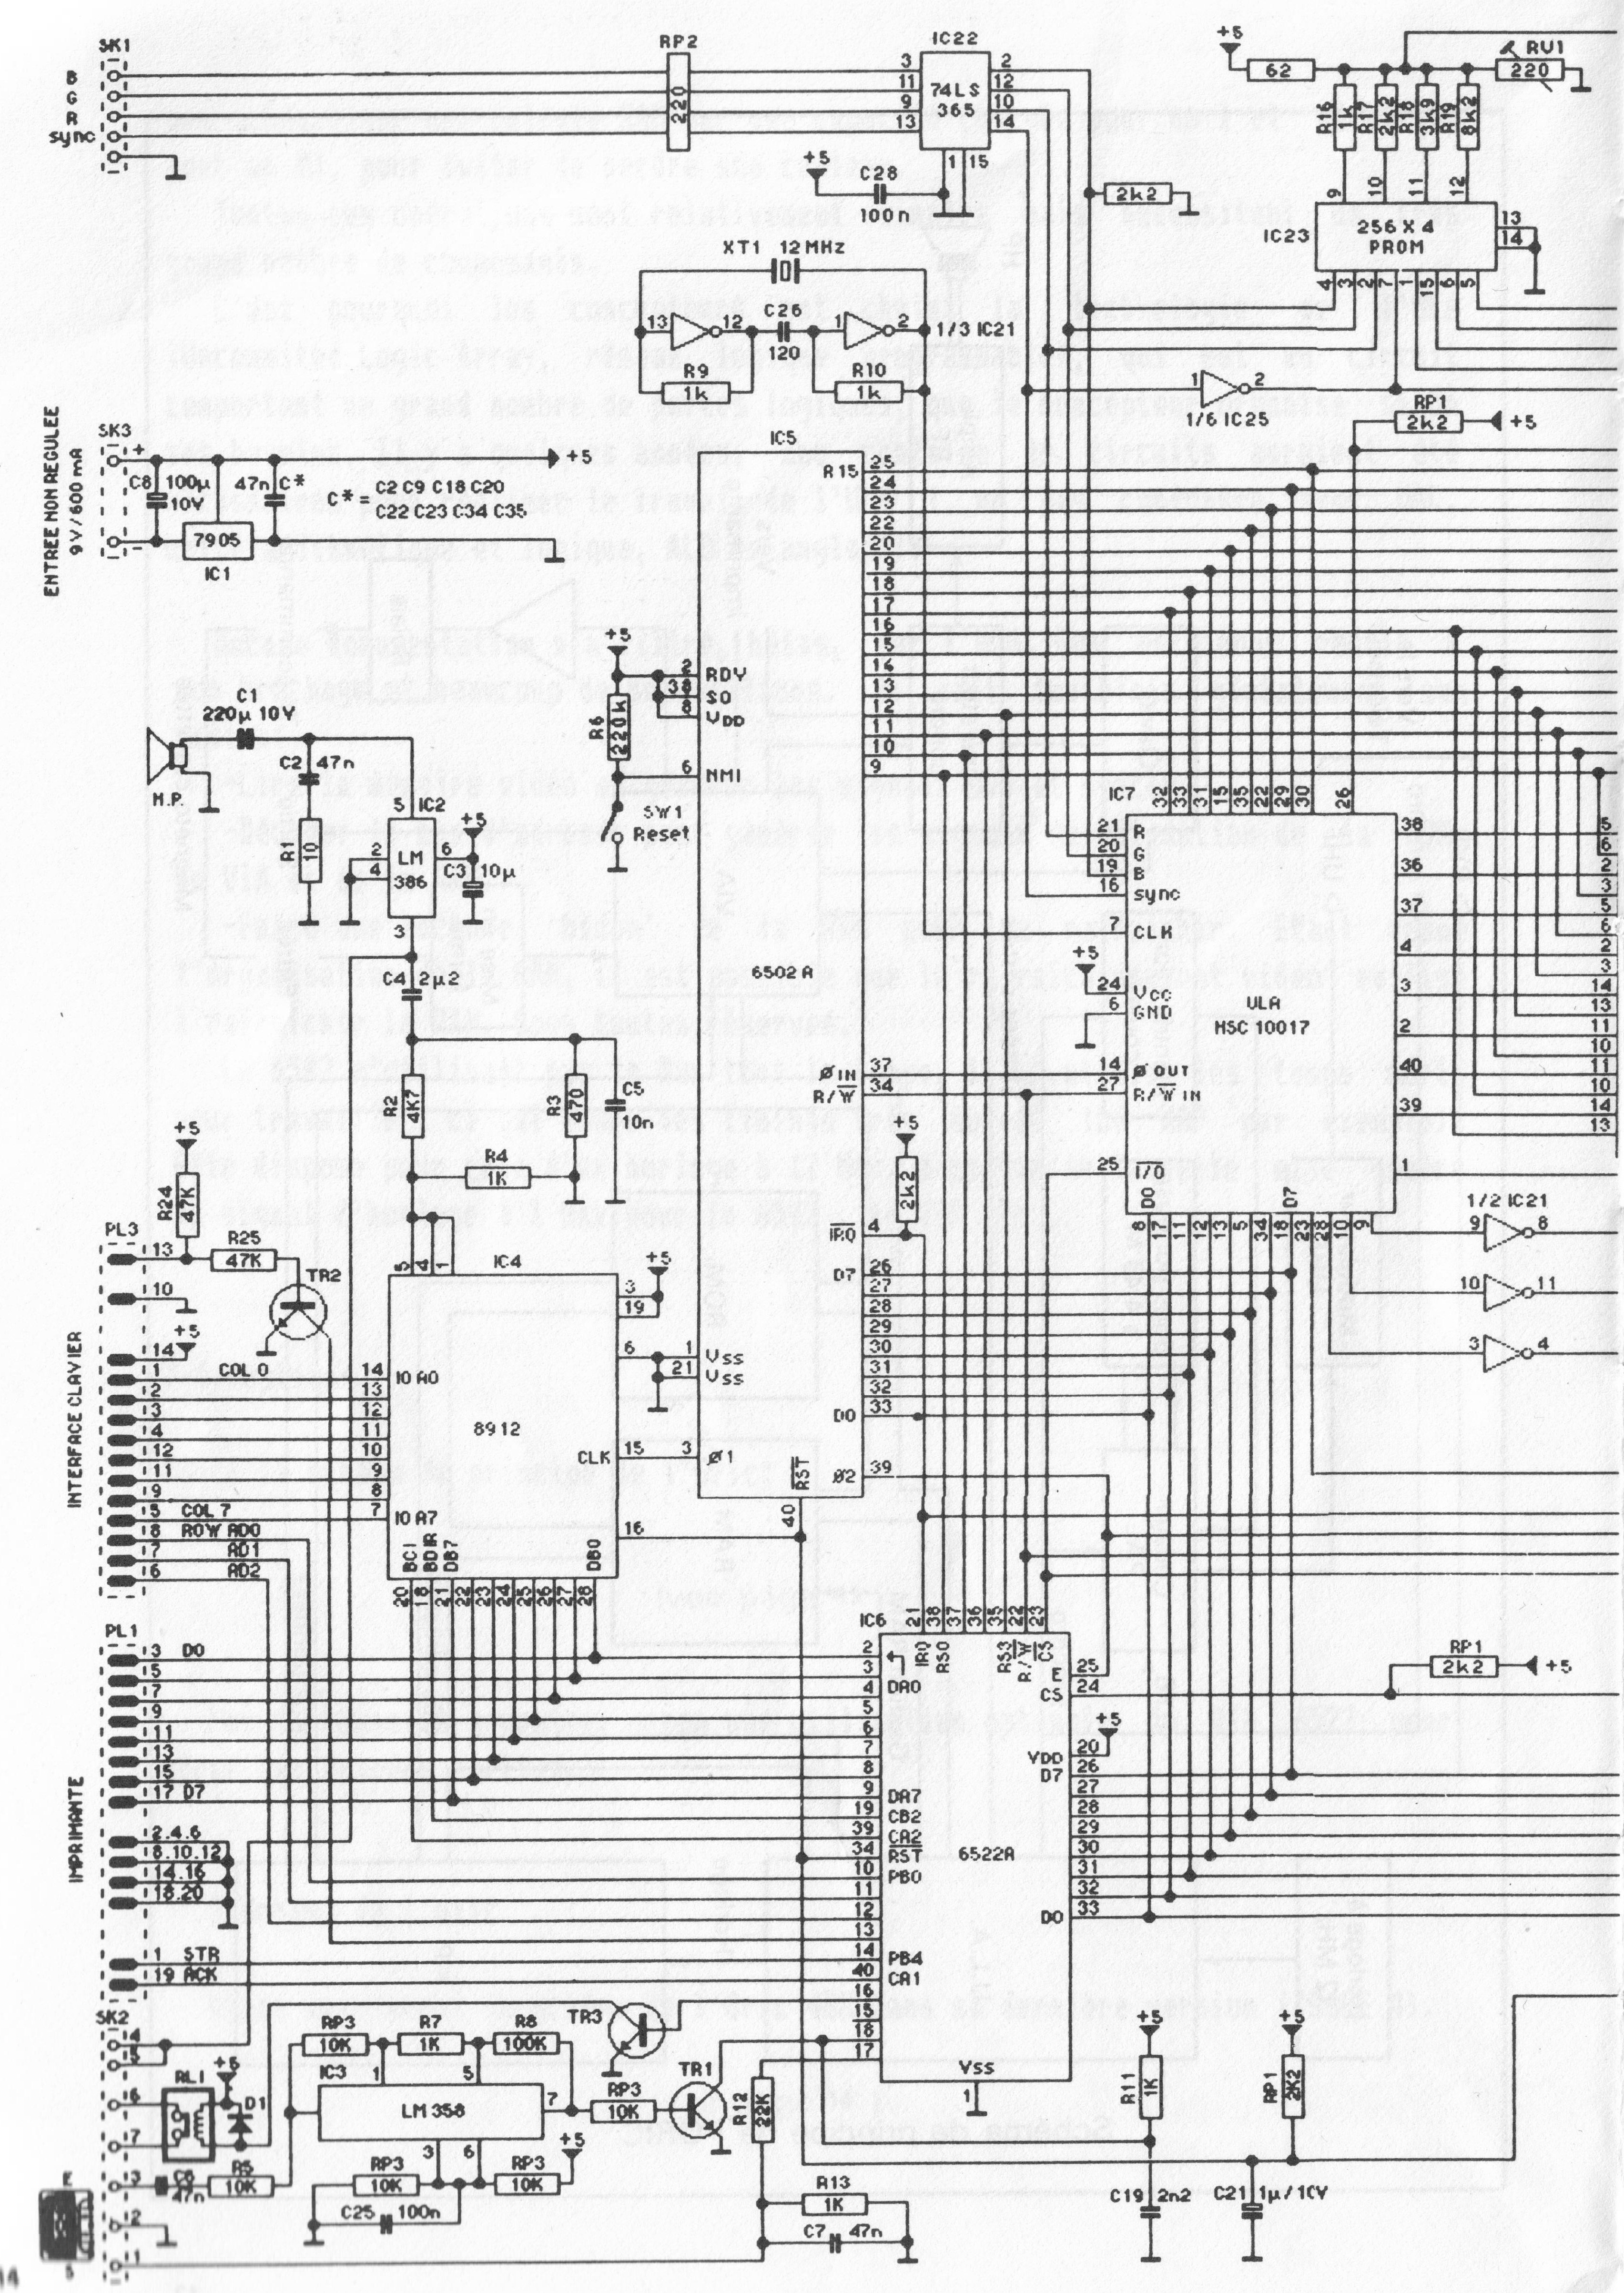 SK1
B
G
R
Sync
RP2
220
IC22
3 2
11 74LS 12
9 365 10
13 14
1 15
+5
C28
100n
2k2
+5
62
RV1
220
R16 1k
R17 2k2
R18 3k9
R19 8k2
9 10 11 12
IC23
256 X 4
PROM
13
14
4 3 2 7 1 15 6 5
XT1 12MHz
13 12
C26
120
1 2
1/3 IC21
R9
1k
R10
1k
1 2
1/6 IC25
RP1
2k2
+5
ENTREE NON REGULEE
9V/600 mA
SK3
+
-
C8
100µ
10V
47n C*
+5
C* = C2 C9 C18 C20
C22 C23 C34 C35
7905
IC1
IC5
R15
25
24
23
22
20
19
18
17
16
15
14
13
12
11
10
9
+5
R6
220k
2 RDY
38 SO
8 VDD
6 NMI
SW1
Reset
C1
220µ 10V
C2 47n
H.P.
R1
10
5 IC2
2 LM 6
4 386
3
+5
C3 10µ
C4 2µ2
R2
4K7
R3
470
C5
10n
R4
1K
6502A
Ø IN 37
R/W 34
+5
2k2
IRQ 4
D7 26
27
28
29
30
31
32
D0 33
Ø2 39
1 VSS
21 VSS
3 Ø1
RST
40
IC7
32 33 31 15 35 22 29 30 26
21 R
20 G
19 B
16 sync
7 CLK
+5
24 VCC
6 GND
ULA
HSC 10017
14 Ø OUT
27 R/W IN
25 I/O
D0 D7
8 17 11 12 13 5 34 18 23 28 10 9
38
36
37
4
3
2
40
39
1
5
6
2
3
5
6
2
3
14
13
11
10
11
10
14
13
1/2 IC21
9 8
10 11
3 4
+5
R24
47K
PL3
13
R25
47K
TR2
10
+5
INTERFACE CLAVIER
14
1 COL 0
2
3
4
12
11
9
5 COL 7
8 ROW AD0
7 RD1
6 RD2
IC4
5 4 1
+5
3
19
6
14 IO A0
13
12
11
10
9
8
7 IO A7
8912
CLK 15
16
BC1 BDIR DB7 DB0
20 18 21 22 23 24 25 26 27 28
PL1
IMPRIMANTE
3 D0
5
7
9
11
13
15
17 D7
2.4.6
8.10.12
14.16
18.20
1 STR
19 ACK
IC6
21 38 37 36 35 22 23
IRQ RS0 RS3 R/W CS
2
3
4 DA0
5
6
7
8
9 DA7
19 CB2
39 CA2
34 RST
10 PB0
11
12
13
14 PB4
40 CA1
16
15
18
17
6522A
E 25
CS 24
+5
VDD 20
D7 26
27
28
29
30
31
32
D0 33
VSS
1
RP1
2k2
+5
SK2
4
5
6
7
3
2
1
RL1
+5
D1
RP3
10K
R7
1K
R8
100K
IC3
1 5
LM 358
7
3 6
RP3
10K
TR3
TR1
R12
22K
E
S
C6
47n
R5
10K
RP3
10K
RP3
10K
+5
C25 100n
R13
1K
C7 47n
+5
R11
1K
+5
RP1
2K2
C19 2n2
C21 1µ/10V